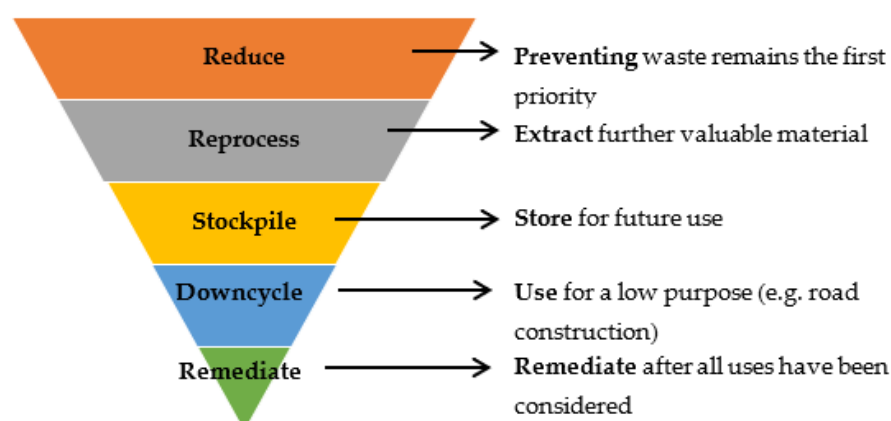 Reduce
Preventing waste remains the first
priority
Reprocess
Extract further valuable material
Stockpile
Store for future use
Downcycle
Use for a low purpose (e.g. road
construction)
Remediate
Remediate after all uses have been
considered